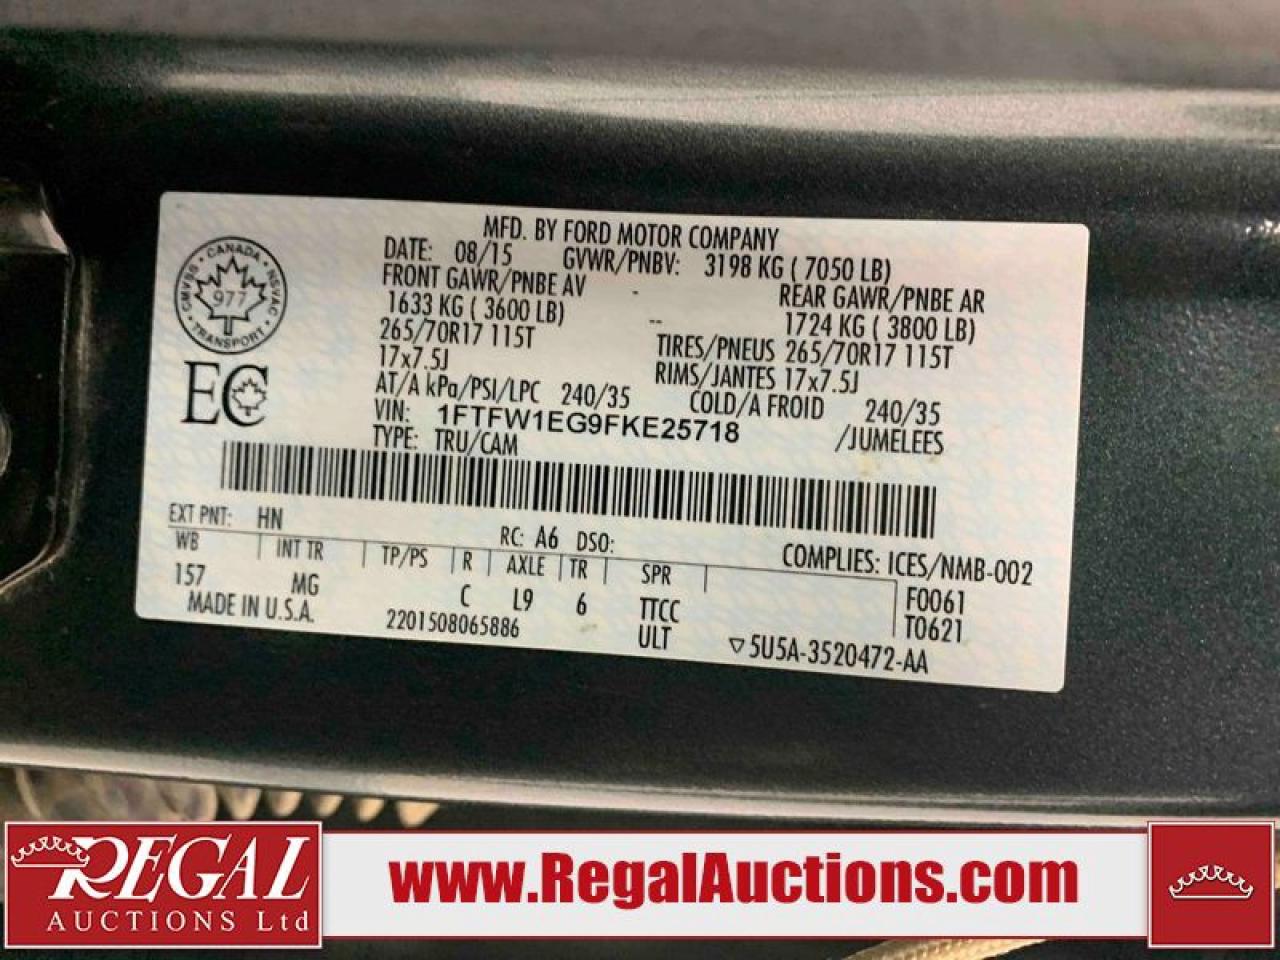 MFD. BY FORD MOTOR COMPANY
DATE: 08/15 GVWR/PNBV: 3198 KG ( 7050 LB)
FRONT GAWR/PNBE AV - REAR GAWR/PNBE AR
1633 KG ( 3600 LB) -- 1724 KG ( 3800 LB)
265/70R17 115T TIRES/PNEUS 265/70R17 115T
17x7.5J RIMS/JANTES 17x7.5J
AT/A kPa/PSI/LPC 240/35 COLD/A FROID 240/35
VIN: 1FTFW1EG9FKE25718 /JUMELEES
TYPE: TRU/CAM
CMVSS • CANADA • NSVAC • TRANSPORT •
977
EC
EXT PNT: HN RC: A6 DSO: COMPLIES: ICES/NMB-002
WB INT TR TP/PS R AXLE TR SPR
157 MG C L9 6 TTCC F0061
MADE IN U.S.A. 2201508065886 ULT T0621
▽5U5A-3520472-AA
REGAL
AUCTIONS Ltd
www.RegalAuctions.com